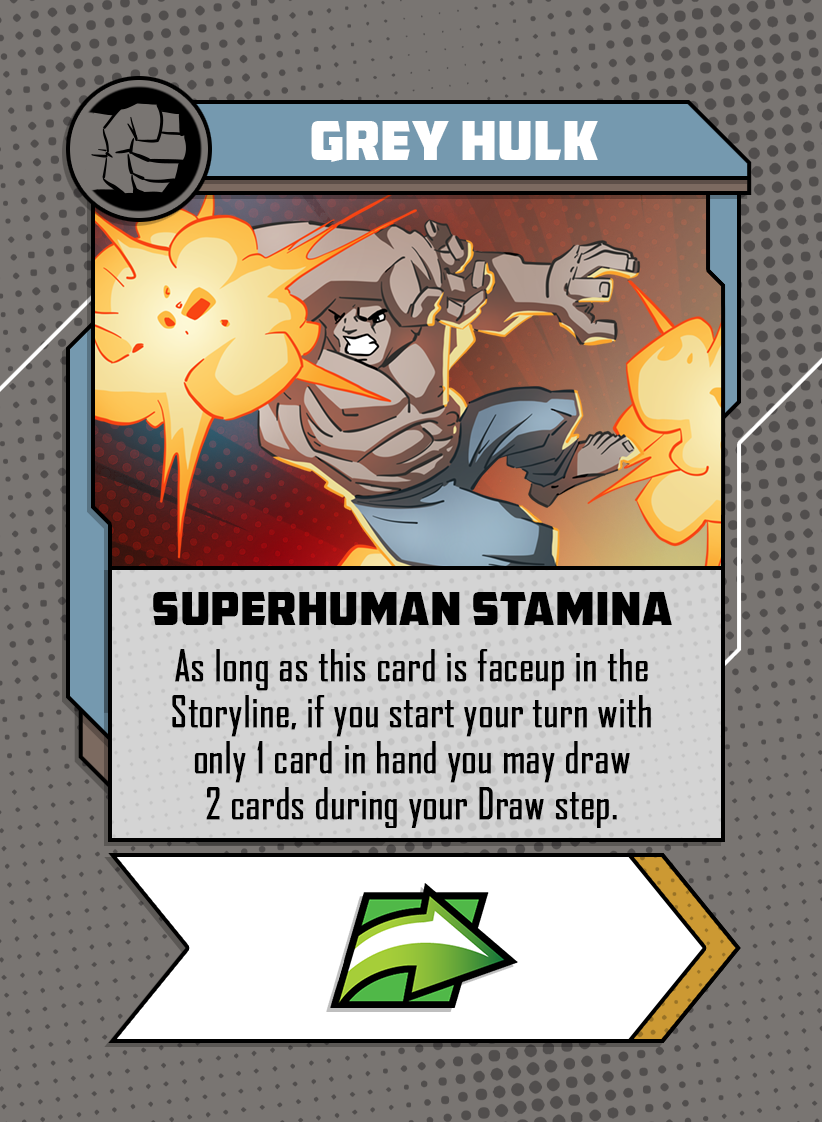 GREY HULK
SUPERHUMAN STAMINA
As long as this card is faceup in the
Storyline, if you start your turn with
only 1 card in hand you may draw
2 cards during your Draw step.